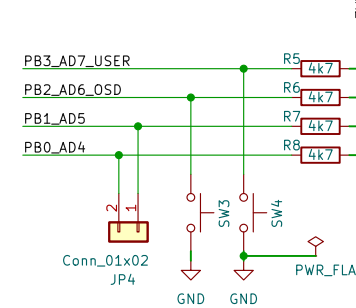 PB3_AD7_USER
R5
4k7
PB2_AD6_OSD
R6
4k7
PB1_AD5
R7
4k7
PB0_AD4
R8
4k7
2
1
SW3
SW4
Conn_01x02
JP4
PWR_FLA
GND
GND